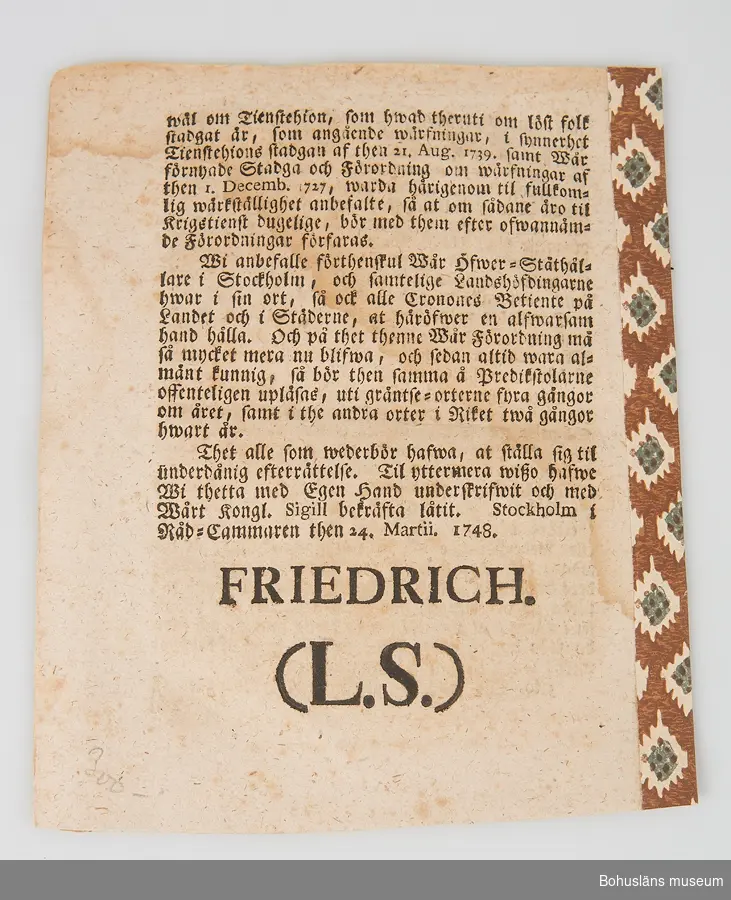 wäl om Tienstehion, som hwad theruti om löst folk
stadgat är, som angående wärfningar, i synnerhet
Tienstehions stadgan af then 21. Aug. 1739. samt Wår
förnyade Stadga och Förordning om wärfningar af
then 1. Decemb. 1727, warda härigenom til fullkom=
lig wärkställighet anbefalte, så at om sådane äro til
Krigstienst dugelige, bör med them efter ofwannäm=
de Förordningar förfaras.
Wi anbefalle förthenskul Wår Öfwer=Ståthål=
lare i Stockholm, och samtelige Landshöfdingarne
hwar i sin ort, så ock alle Cronones Betiente på
Landet och i Städerne, at häröfwer en alfwarsam
hand hålla. Och på thet thenne Wår Förordning må
så mycket mera nu blifwa, och sedan altid wara al=
mänt kunnig, så bör then samma å Predikstolarne
offenteligen upläsas, uti gräntse=orterne fyra gångor
om året, samt i the andra orter i Riket twå gångor
hwart år.
Thet alle som wederbör hafwa, at ställa sig til
underdånig efterrättelse. Til yttermera wißo hafwe
Wi thetta med Egen Hand underskrifwit och med
Wårt Kongl. Sigill bekräfta låtit. Stockholm i
Råd=Cammaren then 24. Martii. 1748.
FRIEDRICH.
(L.S.)
Bohusläns museum